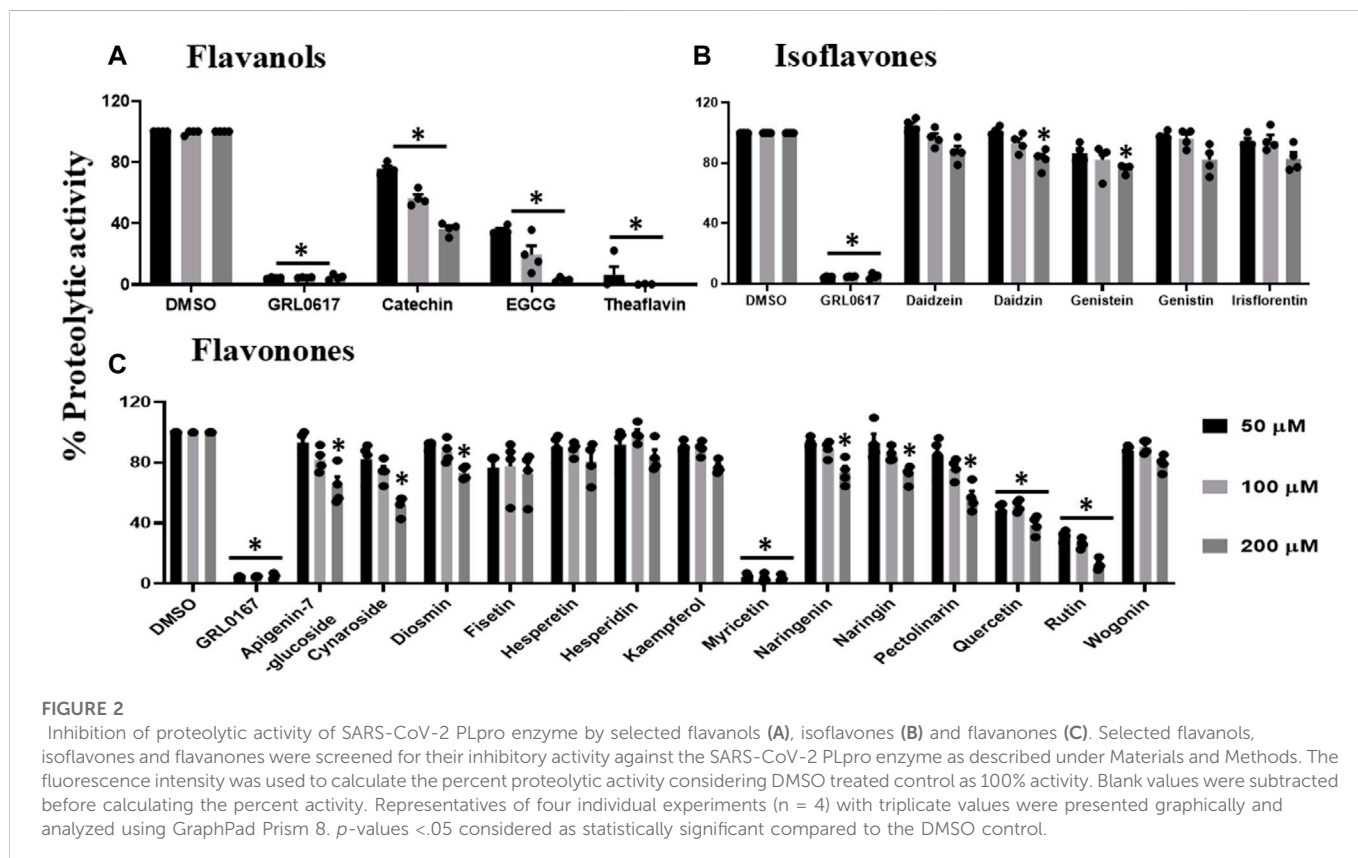 A Flavanols
B Isoflavones
% Proteolytic activity
120
80
40
0
* * * *
DMSO GRL0617 Catechin EGCG Theaflavin
120
80
40
0
* * *
DMSO GRL0617 Daidzein Daidzin Genistein Genistin Irisflorentin
Flavonones
C
120
80
40
0
* * * * * * * * * *
DMSO
GRL0167
Apigenin-7
-glucoside
Cynaroside
Diosmin
Fisetin
Hesperetin
Hesperidin
Kaempferol
Myricetin
Naringenin
Naringin
Pectolinarin
Quercetin
Rutin
Wogonin
50 µM
100 µM
200 µM
FIGURE 2
Inhibition of proteolytic activity of SARS-CoV-2 PLpro enzyme by selected flavanols (A), isoflavones (B) and flavanones (C). Selected flavanols,
isoflavones and flavanones were screened for their inhibitory activity against the SARS-CoV-2 PLpro enzyme as described under Materials and Methods. The
fluorescence intensity was used to calculate the percent proteolytic activity considering DMSO treated control as 100% activity. Blank values were subtracted
before calculating the percent activity. Representatives of four individual experiments (n = 4) with triplicate values were presented graphically and
analyzed using GraphPad Prism 8. p-values <.05 considered as statistically significant compared to the DMSO control.